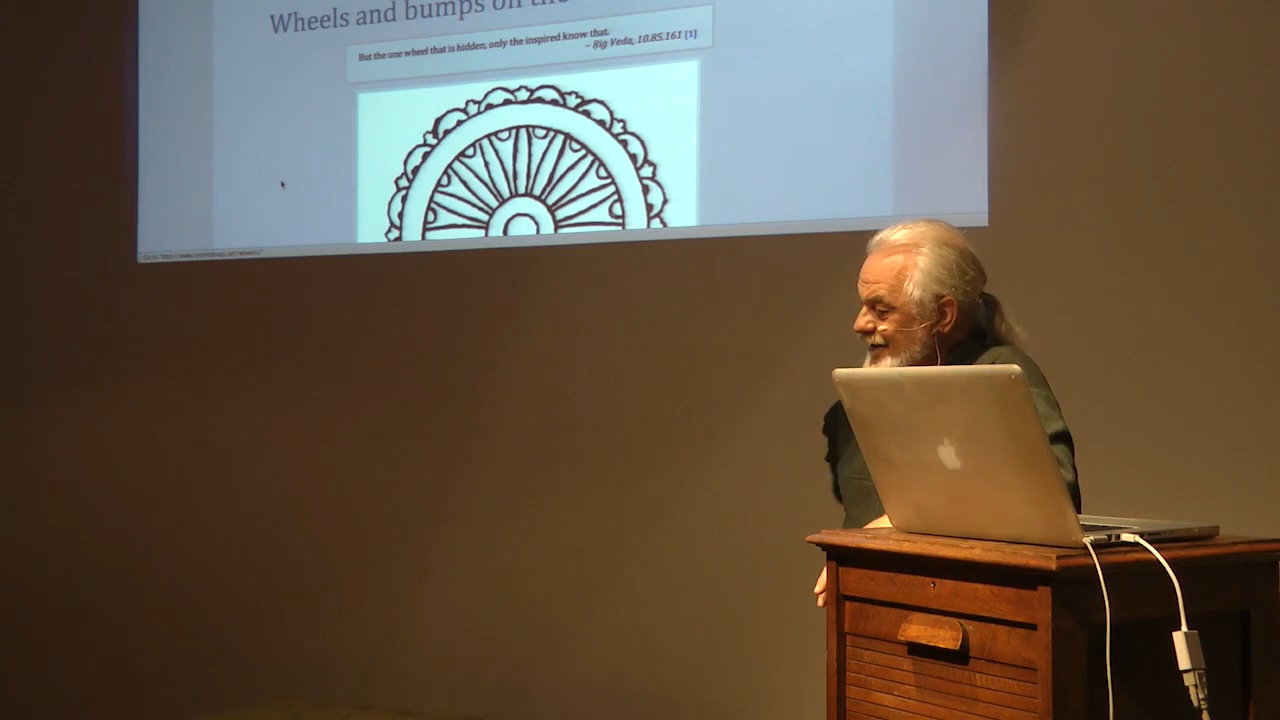 Wheels and bumps on the
But the one wheel that is hidden, only the inspired know that.
– Ṛig Veda, 10.85.161 [1]